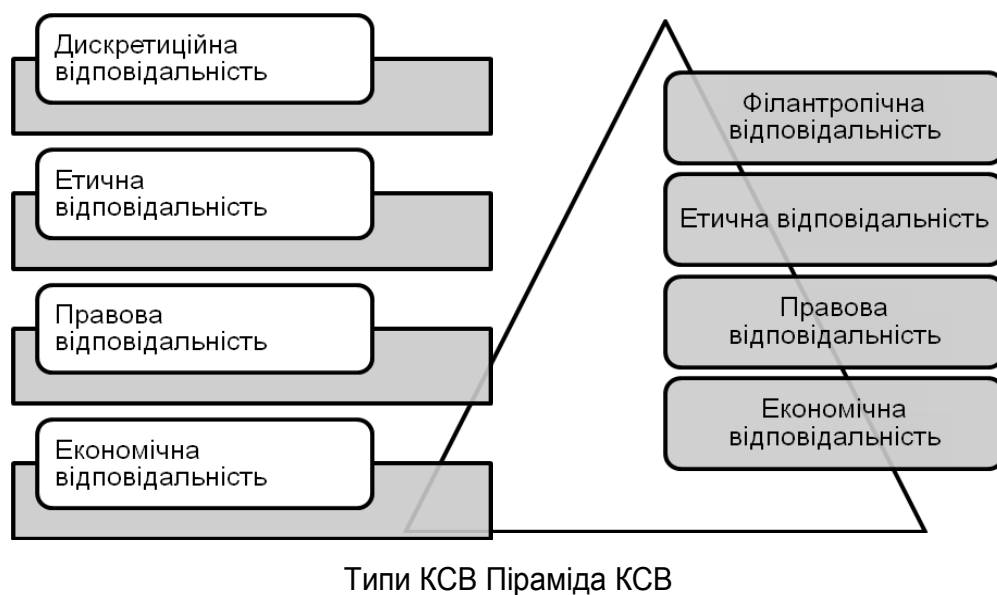 Дискретиційна
відповідальність
Етична
відповідальність
Правова
відповідальність
Економічна
відповідальність
Філантропічна
відповідальність
Етична відповідальність
Правова
відповідальність
Економічна
відповідальність
Типи КСВ Піраміда КСВ